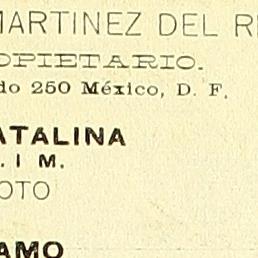 MARTINEZ DEL R
OPIETARIO.
do 250 México, D. F.
ATALINA
. I M.
OTO
AMO